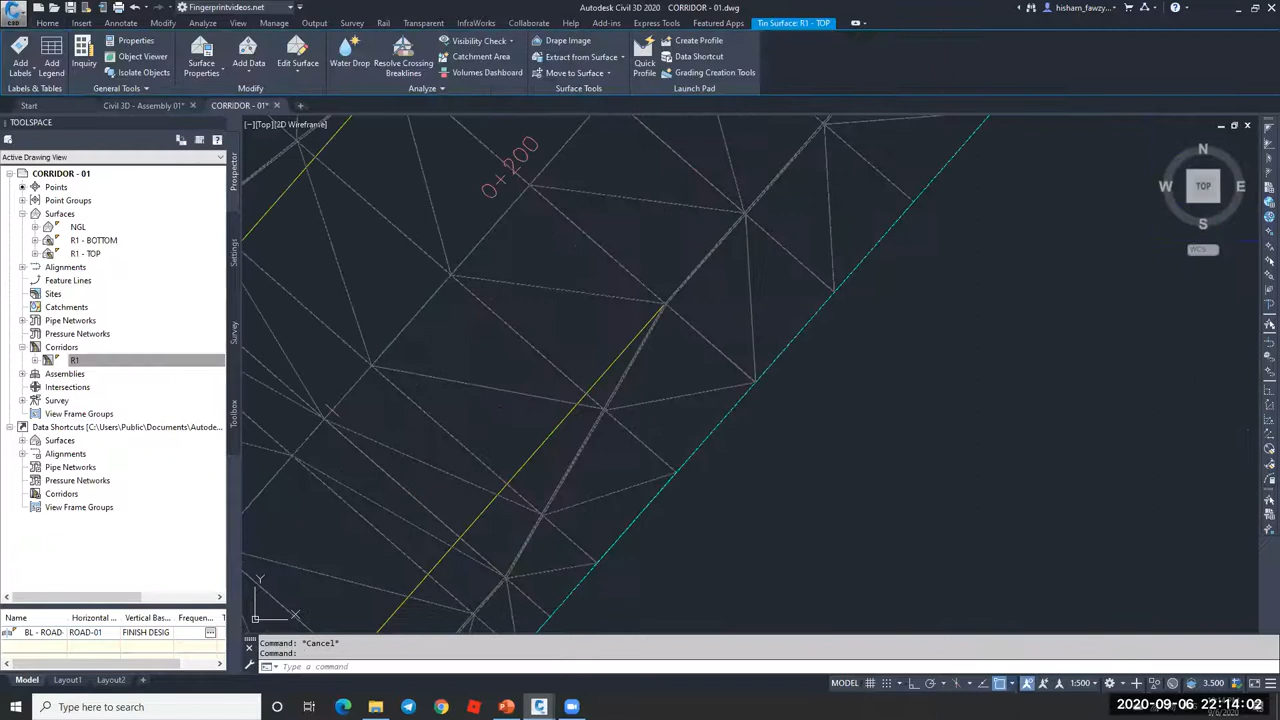 Fingerprintvideos.net
Autodesk Civil 3D 2020 CORRIDOR - 01.dwg
hisham_fawzy...
C3D
Home Insert Annotate Modify Analyze View Manage Output Survey Rail Transparent InfraWorks Collaborate Help Add-ins Express Tools Featured Apps Tin Surface: R1 - TOP
Add Labels
Add Legend
Inquiry
Properties
Object Viewer
Isolate Objects
Surface Properties
Add Data
Edit Surface
Water Drop
Resolve Crossing Breaklines
Visibility Check
Catchment Area
Volumes Dashboard
Drape Image
Extract from Surface
Move to Surface
Quick Profile
Create Profile
Data Shortcut
Grading Creation Tools
Labels & Tables General Tools Modify Analyze Surface Tools Launch Pad
Start Civil 3D - Assembly 01* CORRIDOR - 01*
TOOLSPACE
Active Drawing View
CORRIDOR - 01
Points
Point Groups
Surfaces
NGL
R1 - BOTTOM
R1 - TOP
Alignments
Feature Lines
Sites
Catchments
Pipe Networks
Pressure Networks
Corridors
R1
Assemblies
Intersections
Survey
View Frame Groups
Data Shortcuts [C:\Users\Public\Documents\Autode...
Surfaces
Alignments
Pipe Networks
Pressure Networks
Corridors
View Frame Groups
Prospector
Settings
Survey
Toolbox
Name Horizontal ... Vertical Bas... Frequen...
BL - ROAD- ROAD-01 FINISH DESIG
[−][Top][2D Wireframe]
0+200
N
W TOP E
S
WCS
Y
X
Command: *Cancel*
Command:
Type a command
Model Layout1 Layout2
MODEL 1:500 3.500
Type here to search
2020-09-06 22:14:02